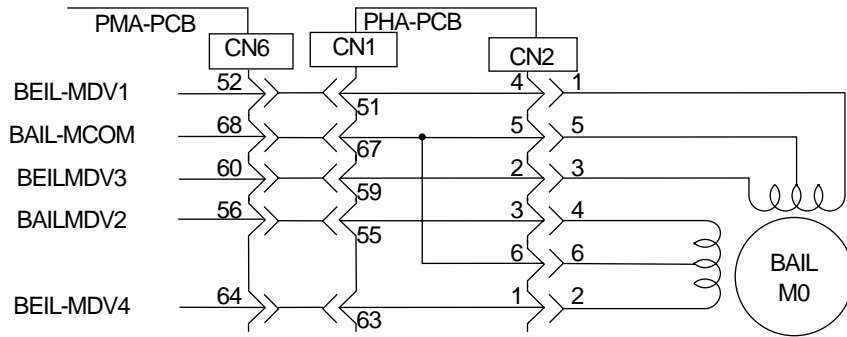 PMA-PCB PHA-PCB
CN6 CN1 CN2
BEIL-MDV1 52 51 4 1
BAIL-MCOM 68 67 5 5
BEILMDV3 60 59 2 3
BAILMDV2 56 55 3 4
6 6
BAIL
M0
BEIL-MDV4 64 63 1 2